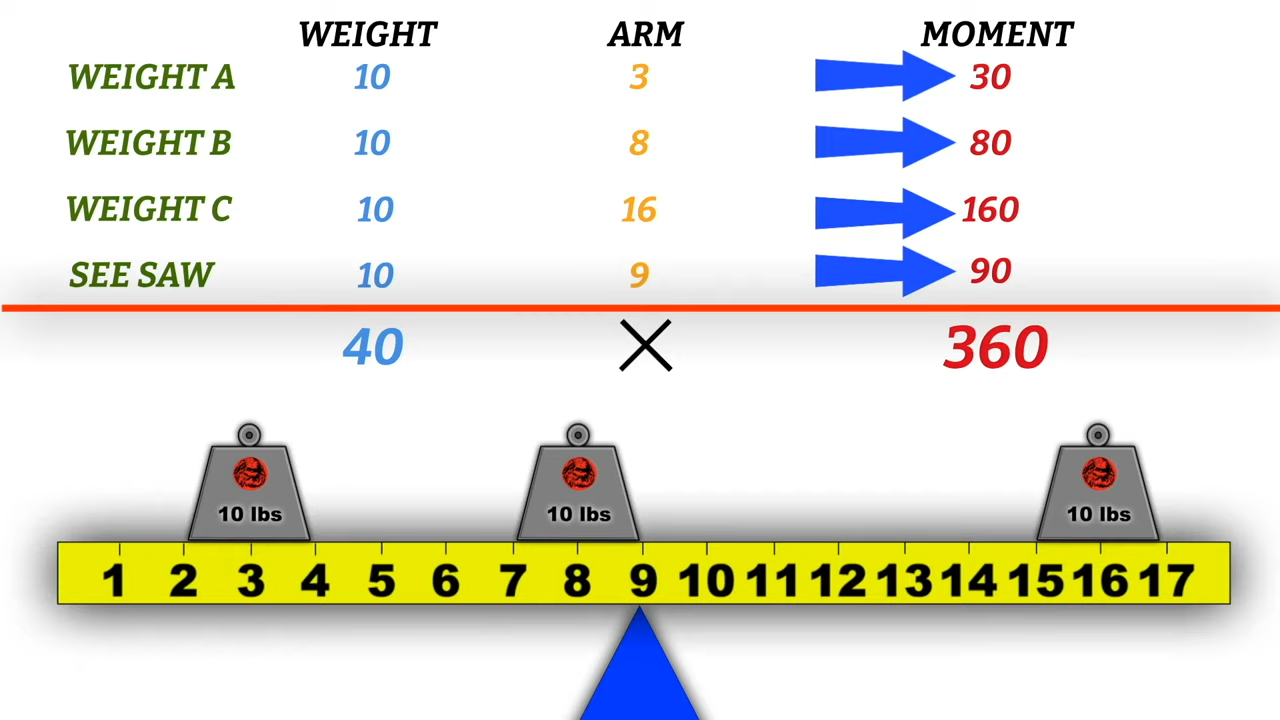 WEIGHT ARM MOMENT
WEIGHT A 10 3 30
WEIGHT B 10 8 80
WEIGHT C 10 16 160
SEE SAW 10 9 90
40 360
10 lbs 10 lbs 10 lbs
1 2 3 4 5 6 7 8 9 10 11 12 13 14 15 16 17